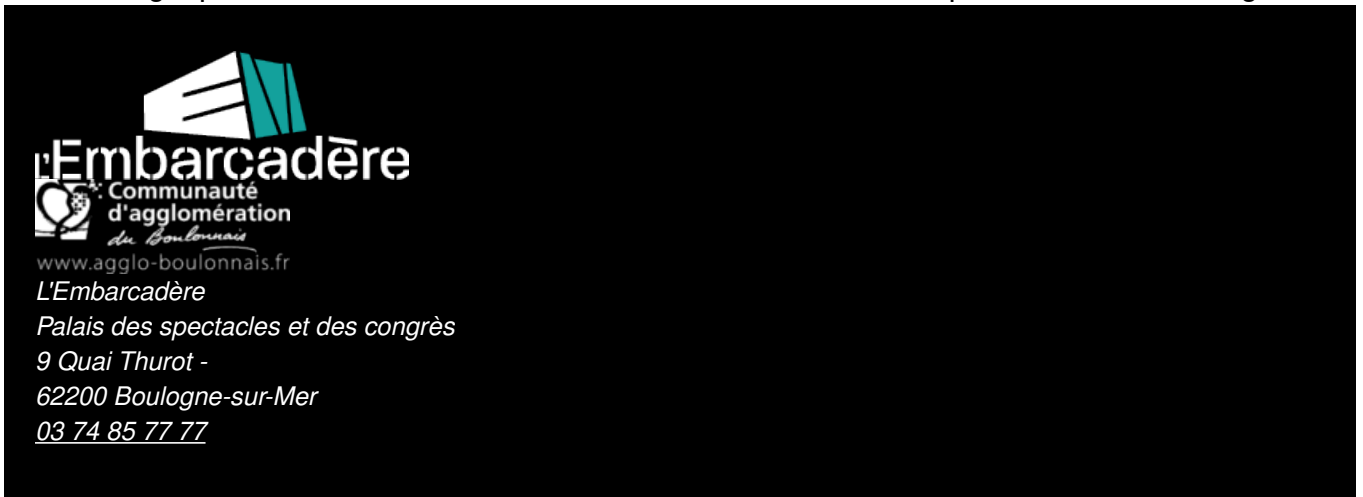 L'Embarcadère
Communauté
d'agglomération
du Boulonnais
www.agglo-boulonnais.fr
L'Embarcadère
Palais des spectacles et des congrès
9 Quai Thurot -
62200 Boulogne-sur-Mer
03 74 85 77 77